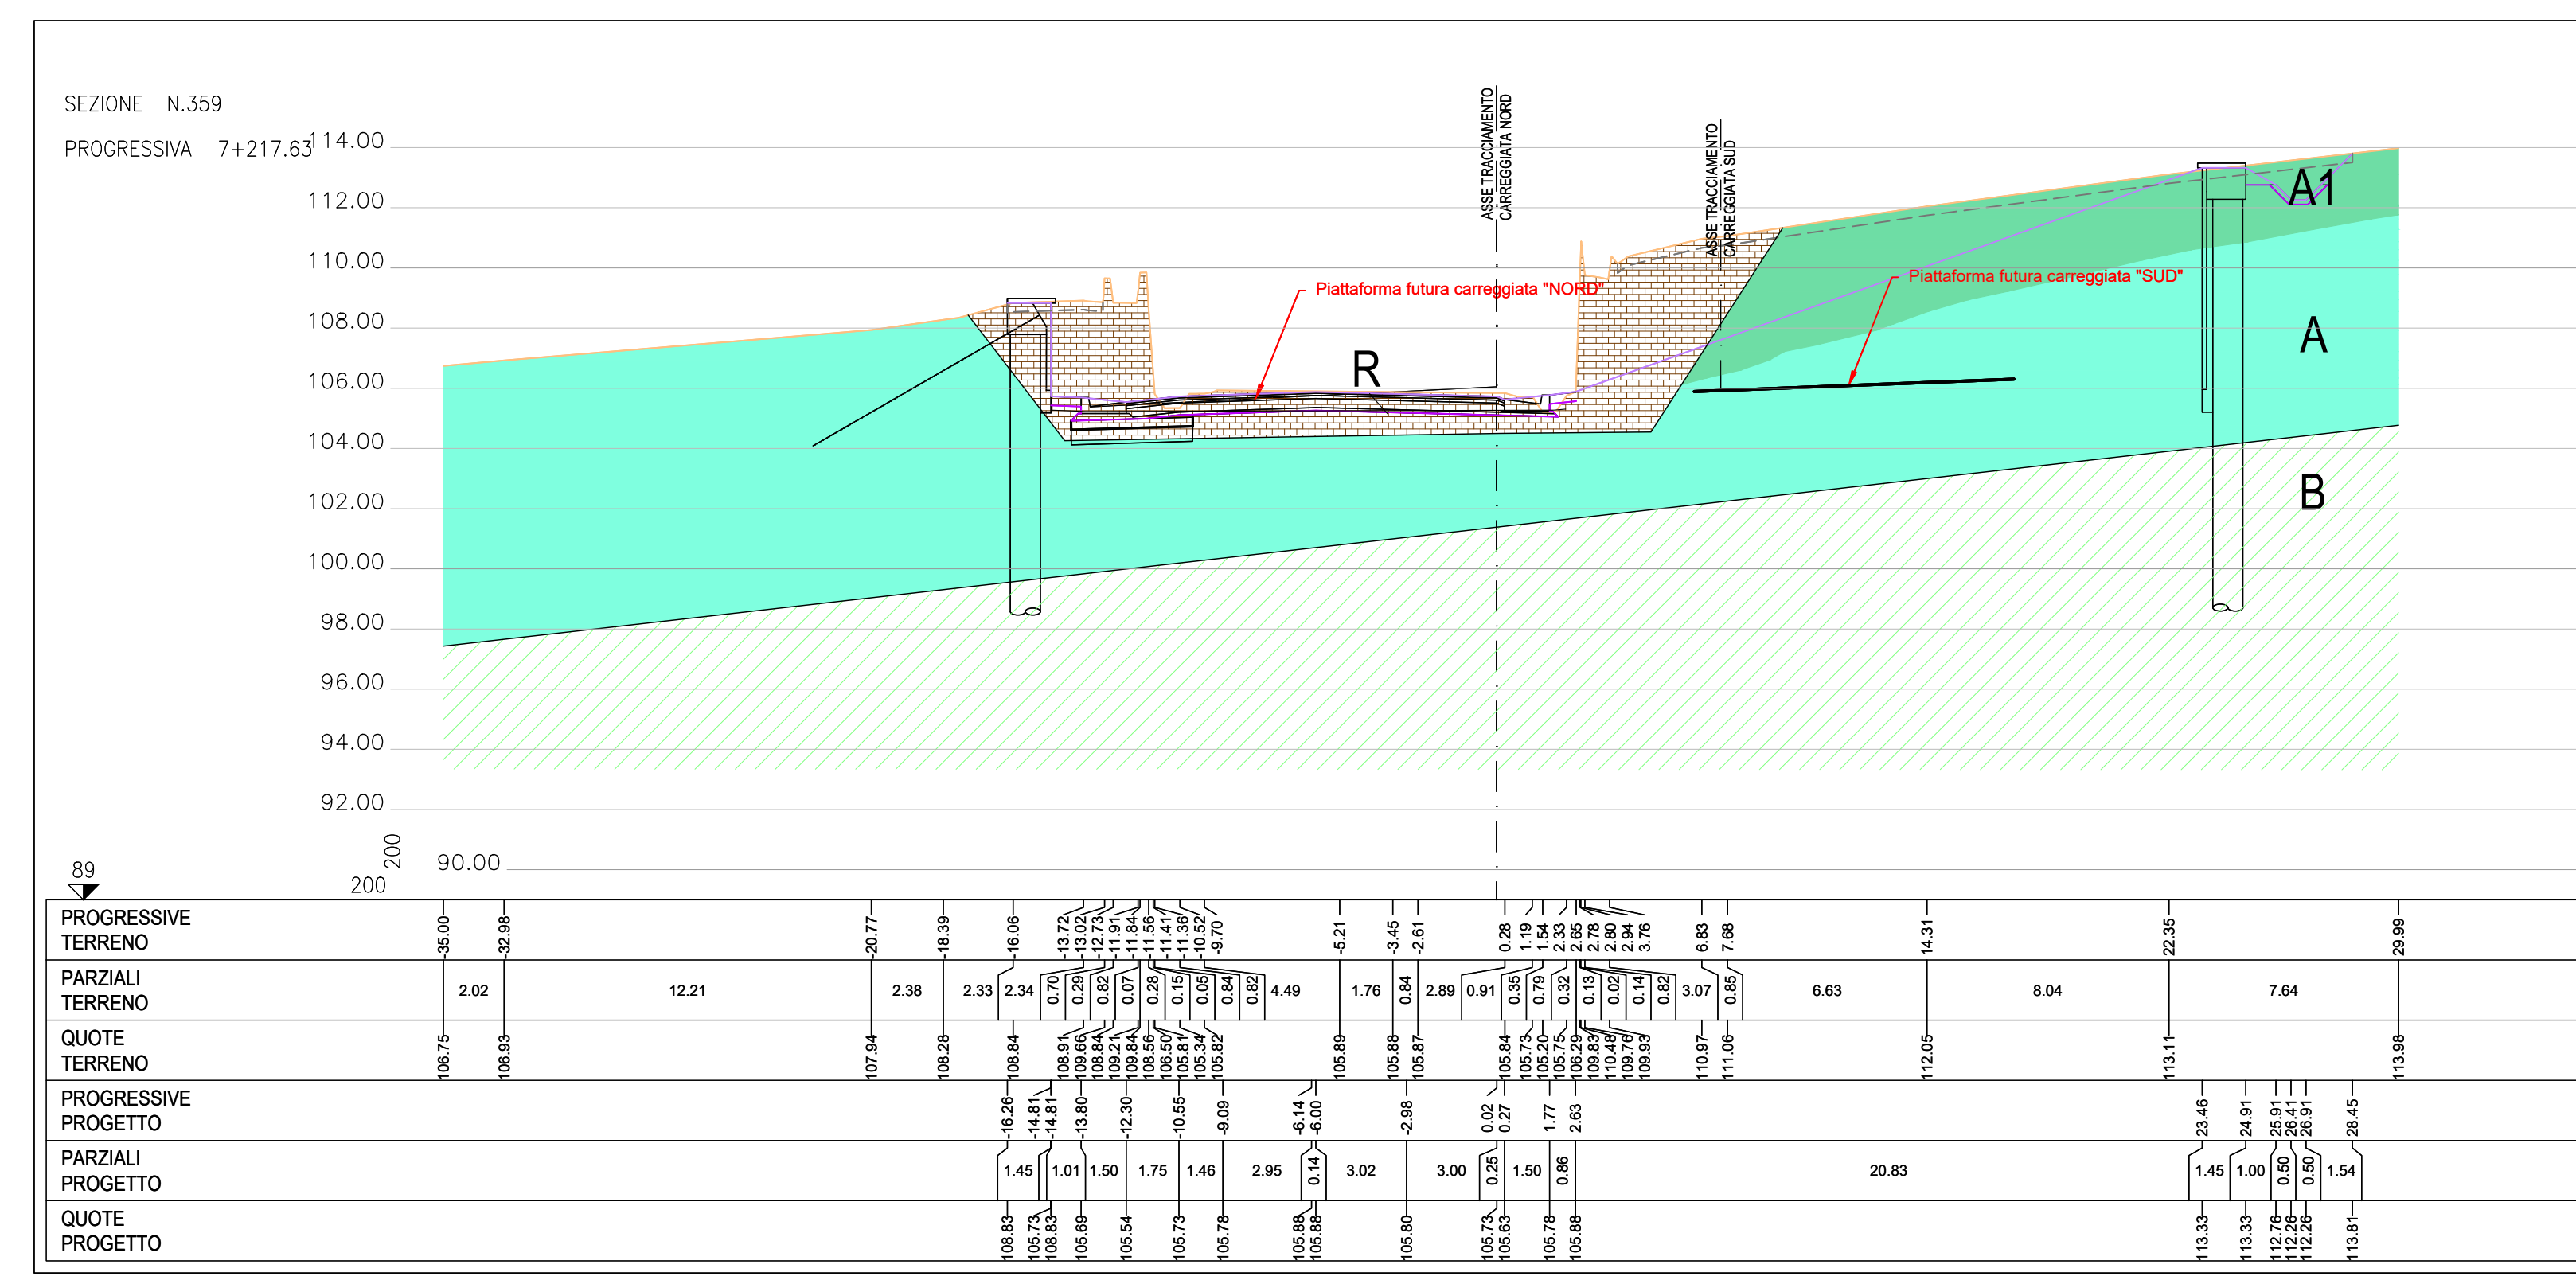 SEZIONE N.359
PROGRESSIVA 7+217.63
114.00
112.00
110.00
108.00
106.00
104.00
102.00
100.00
98.00
96.00
94.00
92.00
90.00
200
200
89
ASSE TRACCIAMENTO
CARREGGIATA NORD
ASSE TRACCIAMENTO
CARREGGIATA SUD
Piattaforma futura carreggiata "NORD"
Piattaforma futura carreggiata "SUD"
R
A1
A
B
PROGRESSIVE
TERRENO
-35.00 -32.98 -20.77 -18.39 -16.06 -13.72 -13.02 -12.73 -11.91 -11.84 -11.56 -11.41 -11.36 -10.52 -9.70 -5.21 -3.45 -2.61 0.28 1.19 1.54 2.33 2.65 2.78 2.80 2.94 3.76 6.83 7.68 14.31 22.35 29.99
PARZIALI
TERRENO
2.02 12.21 2.38 2.33 2.34 0.70 0.29 0.82 0.07 0.28 0.15 0.05 0.84 0.82 4.49 1.76 0.84 2.89 0.91 0.35 0.79 0.32 0.13 0.02 0.14 0.82 3.07 0.85 6.63 8.04 7.64
QUOTE
TERRENO
106.75 106.93 107.94 108.28 108.84 108.91 109.66 108.84 109.21 109.84 108.56 106.50 105.81 105.34 105.82 105.89 105.88 105.87 105.84 105.73 105.20 105.75 106.29 109.83 110.48 109.76 109.93 110.97 111.06 112.05 113.11 113.98
PROGRESSIVE
PROGETTO
-16.26 -14.81 -14.81 -13.80 -12.30 -10.55 -9.09 -6.14 -6.00 -2.98 0.02 0.27 1.77 2.63 23.46 24.91 25.91 26.41 26.91 28.45
PARZIALI
PROGETTO
1.45 1.01 1.50 1.75 1.46 2.95 0.14 3.02 3.00 0.25 1.50 0.86 20.83 1.45 1.00 0.50 0.50 1.54
QUOTE
PROGETTO
108.83 105.73 108.83 105.69 105.54 105.73 105.78 105.88 105.88 105.80 105.73 105.63 105.78 105.88 113.33 113.33 112.76 112.26 112.26 113.81